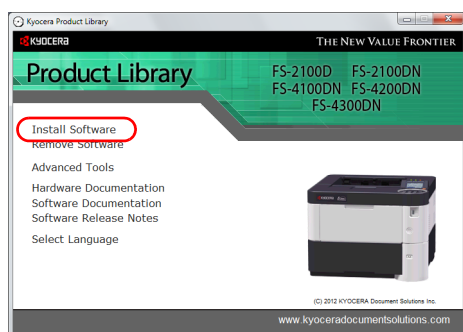 Kyocera Product Library
KYOCERA
THE NEW VALUE FRONTIER
Product Library
FS-2100D FS-2100DN
FS-4100DN FS-4200DN
FS-4300DN
Install Software
Remove Software
Advanced Tools
Hardware Documentation
Software Documentation
Software Release Notes
Select Language
(C) 2012 KYOCERA Document Solutions Inc.
www.kyoceradocumentsolutions.com